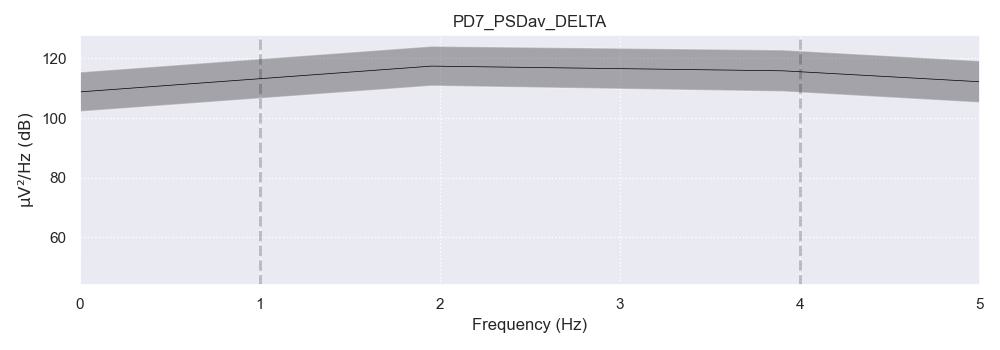 PD7_PSDav_DELTA
120
100
80
60
µV²/Hz (dB)
0 1 2 3 4 5
Frequency (Hz)